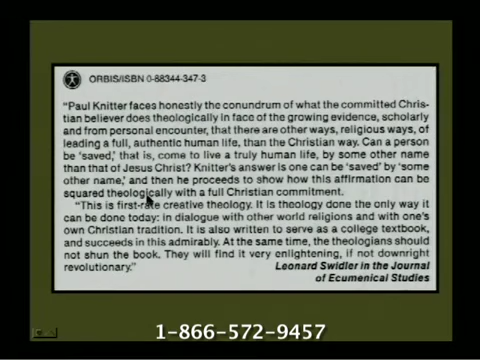 ORBIS/ISBN 0-88344-347-3
"Paul Knitter faces honestly the conundrum of what the committed Chris-
tian believer does theologically in face of the growing evidence, scholarly
and from personal encounter, that there are other ways, religious ways, of
leading a full, authentic human life, than the Christian way. Can a person
be 'saved,' that is, come to live a truly human life, by some other name
than that of Jesus Christ? Knitter's answer is one can be 'saved' by 'some
other name,' and then he proceeds to show how this affirmation can be
squared theologically with a full Christian commitment.
"This is first-rate creative theology. It is theology done the only way it
can be done today: in dialogue with other world religions and with one's
own Christian tradition. It is also written to serve as a college textbook,
and succeeds in this admirably. At the same time, the theologians should
not shun the book. They will find it very enlightening, if not downright
revolutionary." Leonard Swidler in the Journal
of Ecumenical Studies
1-866-572-9457